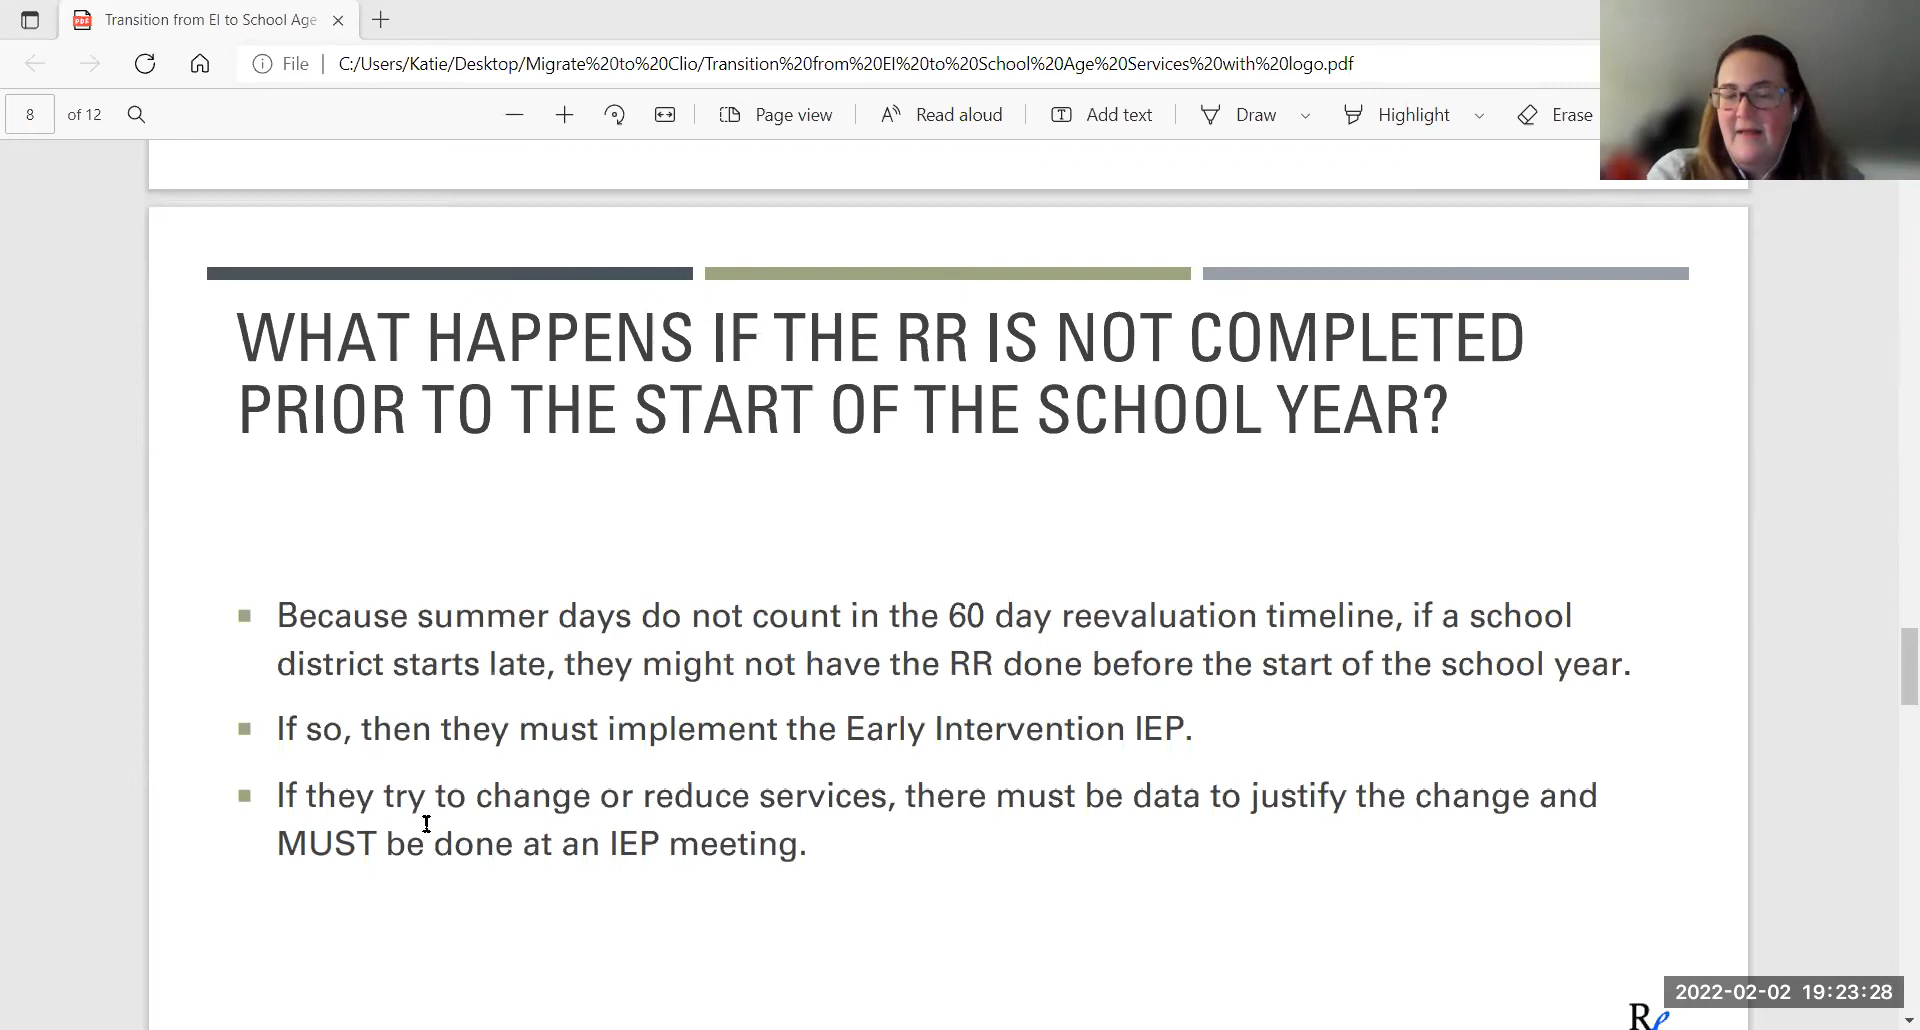 Transition from EI to School Age
File
C:/Users/Katie/Desktop/Migrate%20to%20Clio/Transition%20from%20EI%20to%20School%20Age%20Services%20with%20logo.pdf
8 of 12
Page view
Read aloud
Add text
Draw
Highlight
Erase
WHAT HAPPENS IF THE RR IS NOT COMPLETED
PRIOR TO THE START OF THE SCHOOL YEAR?
Because summer days do not count in the 60 day reevaluation timeline, if a school
district starts late, they might not have the RR done before the start of the school year.
If so, then they must implement the Early Intervention IEP.
If they try to change or reduce services, there must be data to justify the change and
MUST be done at an IEP meeting.
2022-02-02 19:23:28